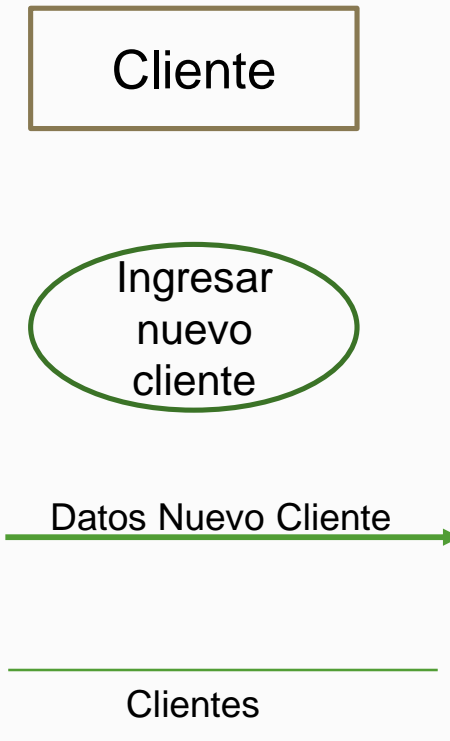 Cliente
Ingresar
nuevo
cliente
Datos Nuevo Cliente
Clientes